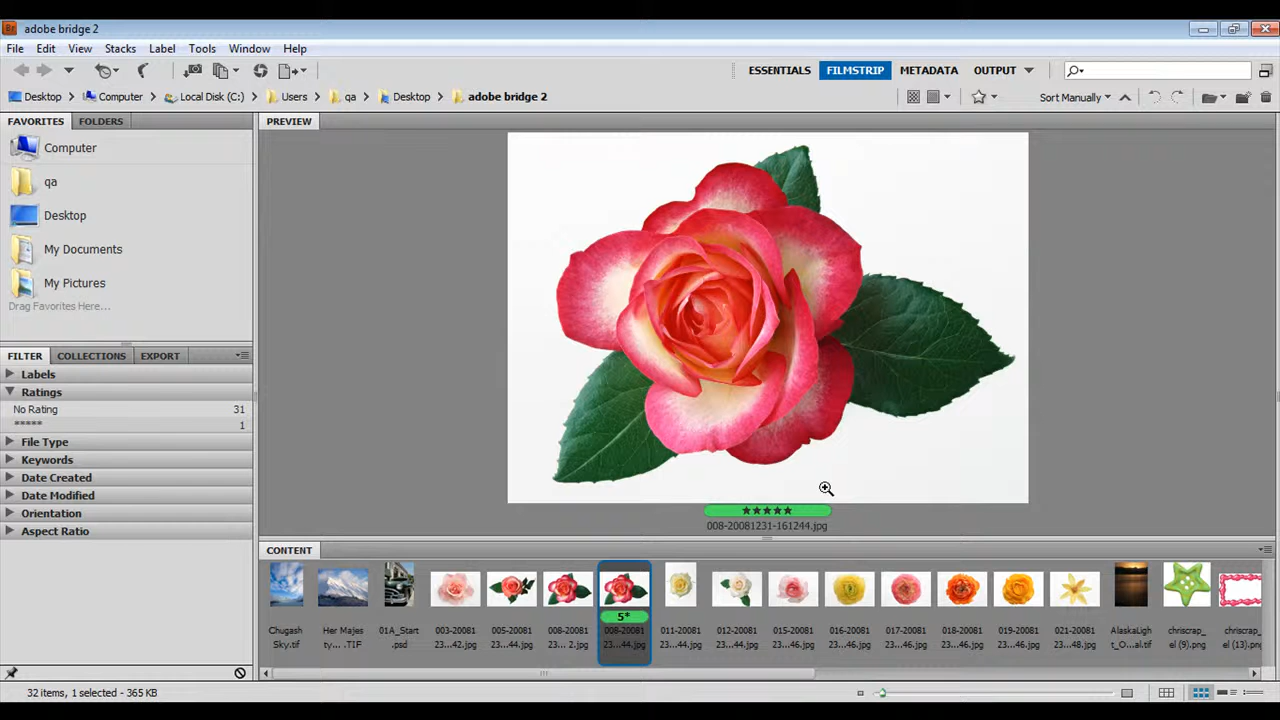 Br adobe bridge 2
File Edit View Stacks Label Tools Window Help
ESSENTIALS FILMSTRIP METADATA OUTPUT
Desktop Computer Local Disk (C:) Users qa Desktop adobe bridge 2 Sort Manually
FAVORITES FOLDERS
Computer
qa
Desktop
My Documents
My Pictures
Drag Favorites Here...
FILTER COLLECTIONS EXPORT
Labels
Ratings
No Rating 31
***** 1
File Type
Keywords
Date Created
Date Modified
Orientation
Aspect Ratio
PREVIEW
★★★★★
008-20081231-161244.jpg
CONTENT
5*
Chugash Her Majes 01A_Start 003-20081 005-20081 008-20081 008-20081 011-20081 012-20081 015-20081 016-20081 017-20081 018-20081 019-20081 021-20081 AlaskaLigh chriscrap_ chriscrap_
Sky.tif ty... .TIF .psd 23...42.jpg 23...44.jpg 23... 2.jpg 23...44.jpg 23...44.jpg 23...44.jpg 23...46.jpg 23...46.jpg 23...46.jpg 23...46.jpg 23...46.jpg 23...48.jpg t_O...al.tif el (9).png el (13).png
32 items, 1 selected - 365 KB